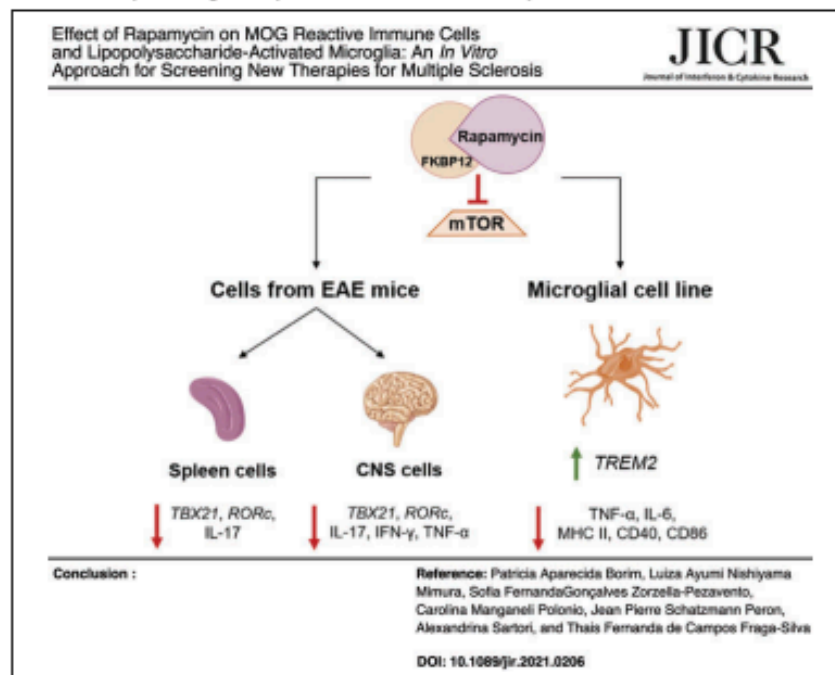 Effect of Rapamycin on MOG Reactive Immune Cells
and Lipopolysaccharide-Activated Microglia: An In Vitro
Approach for Screening New Therapies for Multiple Sclerosis
JICR
Journal of Interferon & Cytokine Research
Rapamycin
FKBP12
mTOR
Cells from EAE mice
Microglial cell line
Spleen cells
CNS cells
TREM2
TBX21, RORc,
IL-17
TBX21, RORc,
IL-17, IFN-γ, TNF-α
TNF-α, IL-6,
MHC II, CD40, CD86
Conclusion :
Reference: Patricia Aparecida Borim, Luiza Ayumi Nishiyama
Mimura, Sofia FernandaGonçalves Zorzella-Pezavento,
Carolina Manganeli Polonio, Jean Pierre Schatzmann Peron,
Alexandrina Sartori, and Thais Fernanda de Campos Fraga-Silva
DOI: 10.1089/jir.2021.0206